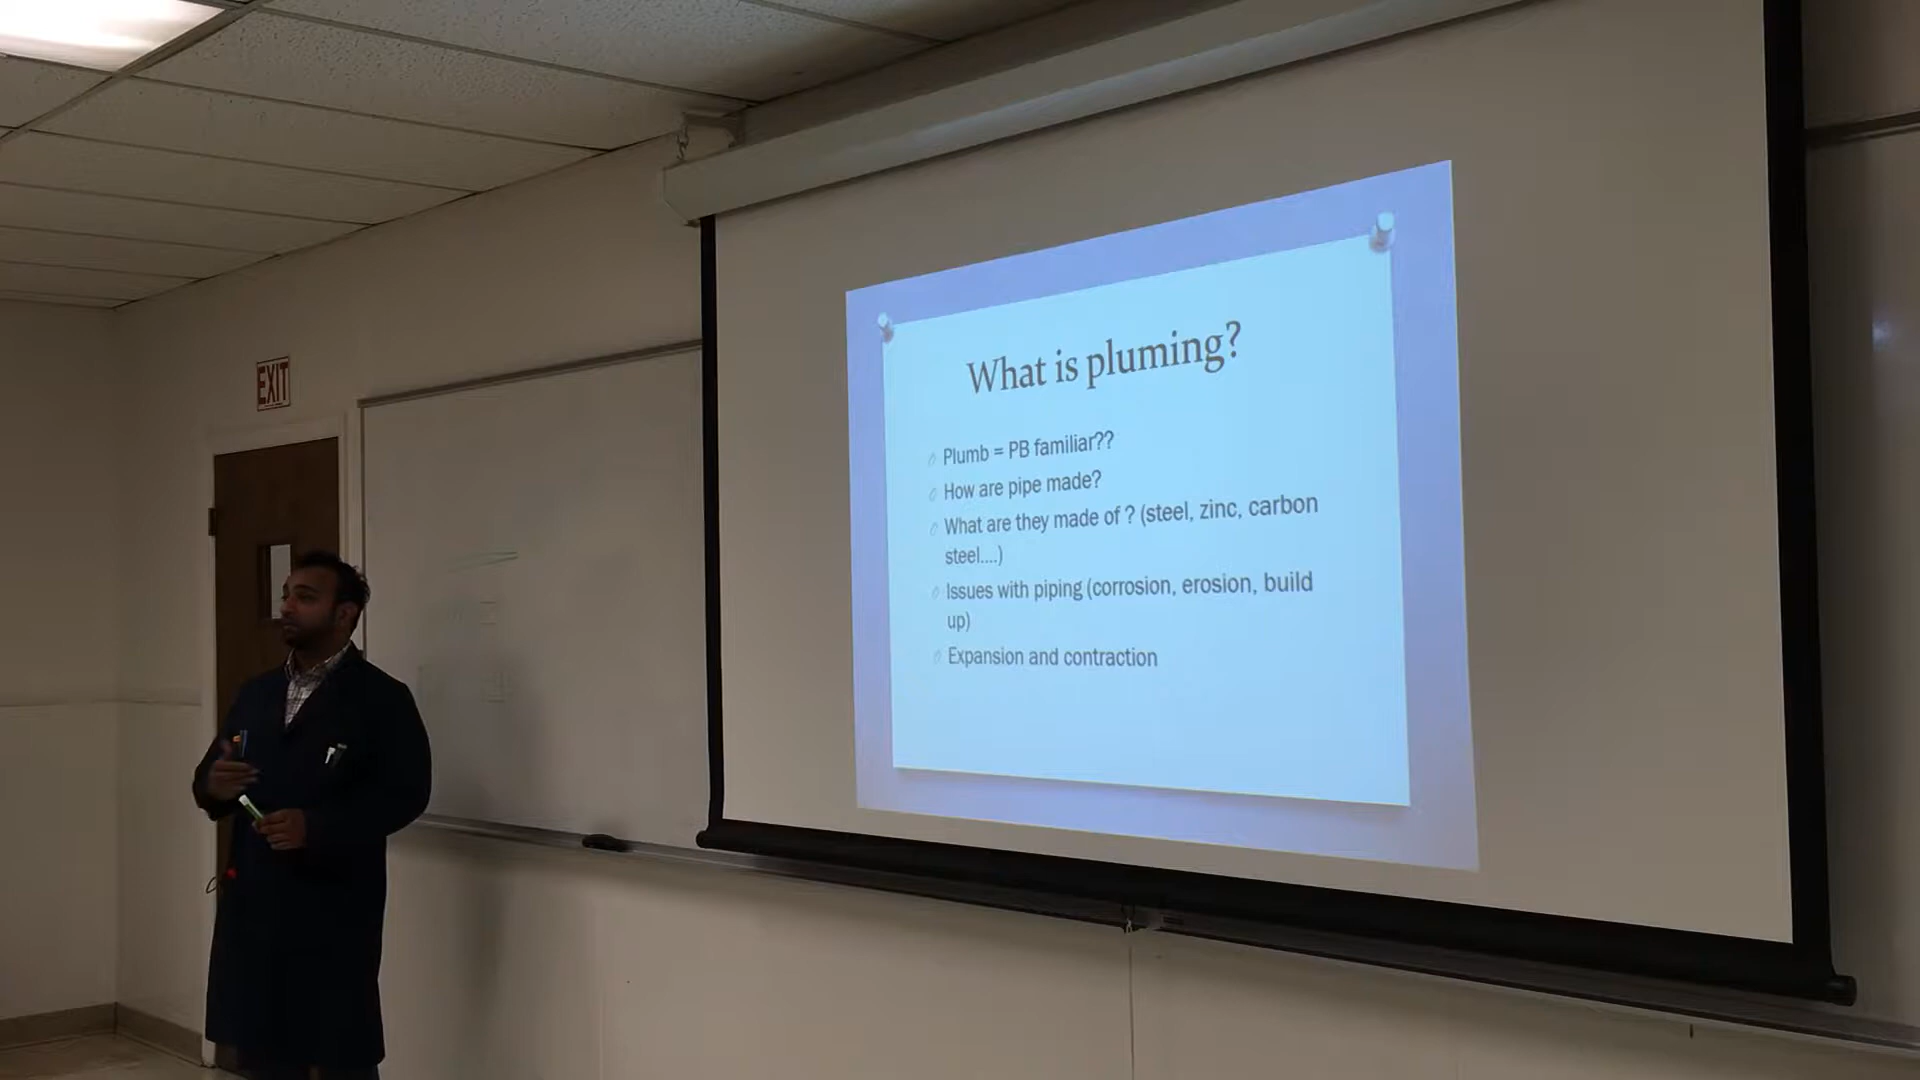 EXIT
What is pluming?
Plumb = PB familiar??
How are pipe made?
What are they made of ? (steel, zinc, carbon
steel....)
Issues with piping (corrosion, erosion, build
up)
Expansion and contraction